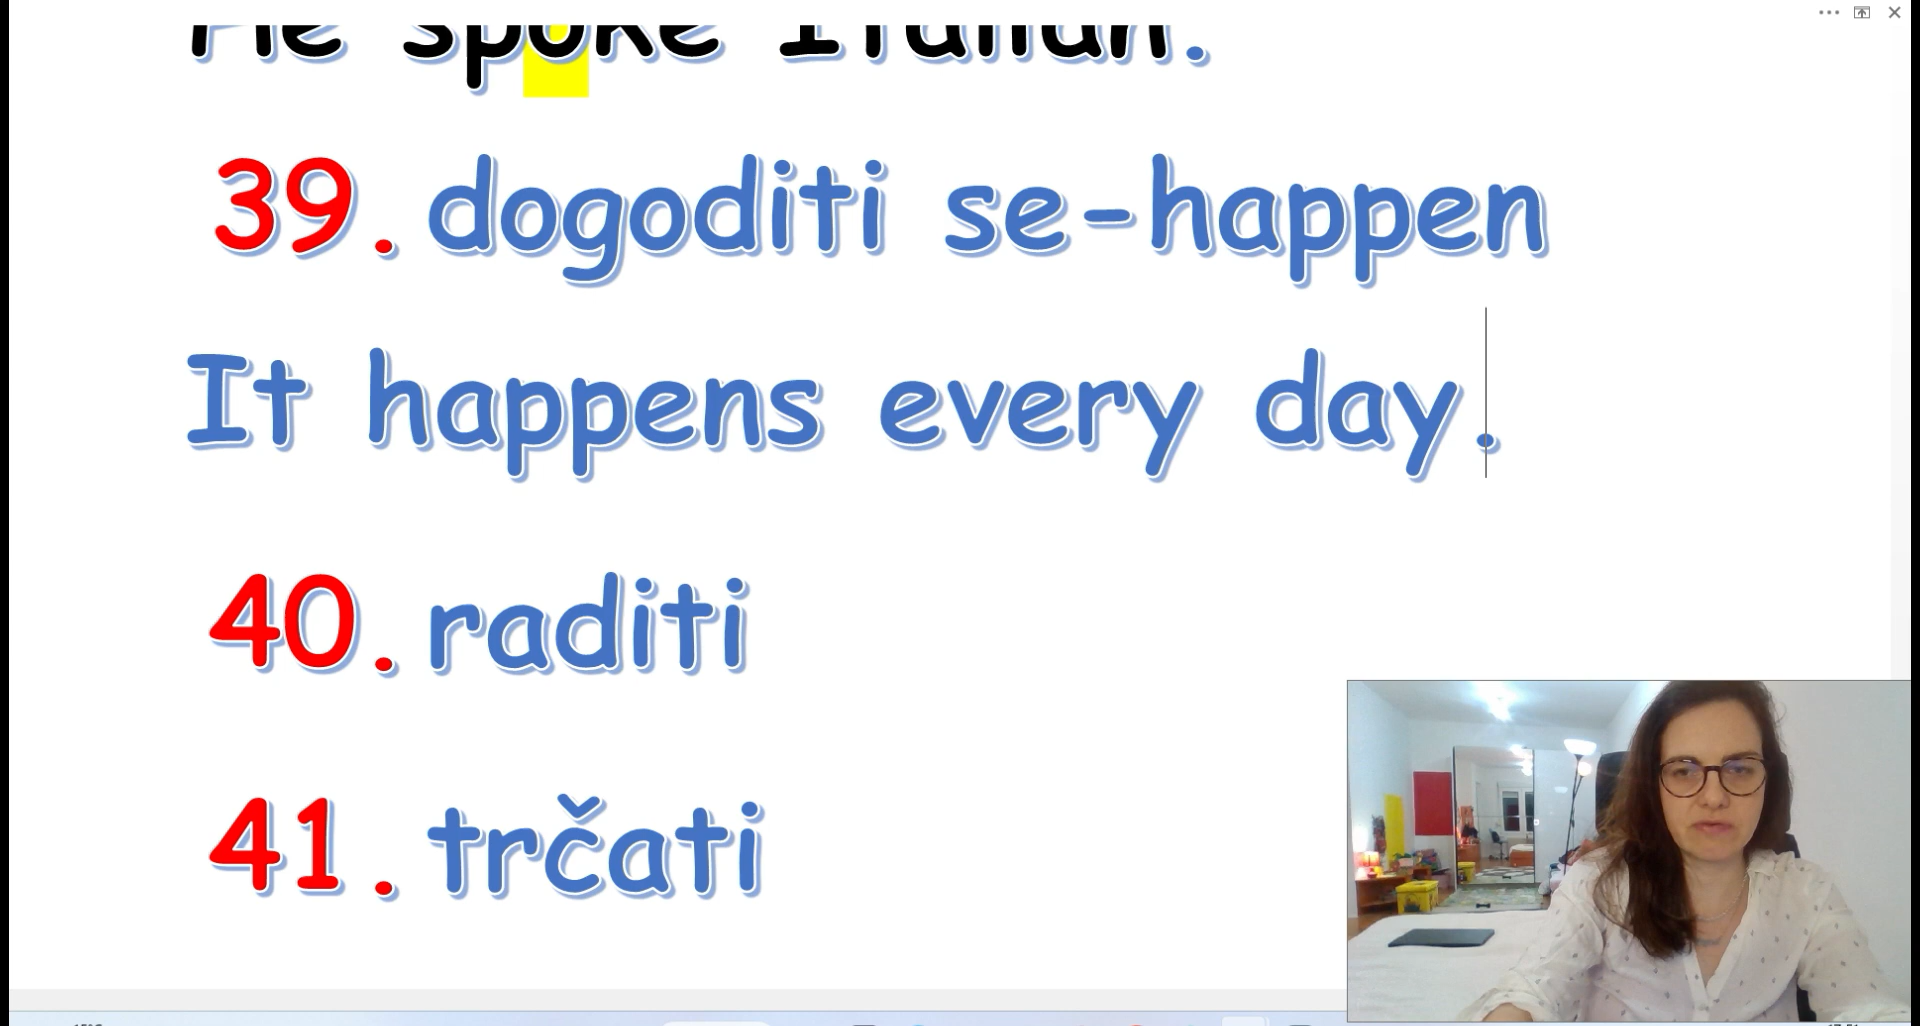 He spoke Italian.
39. dogoditi se-happen
It happens every day.
40. raditi
41. trčati